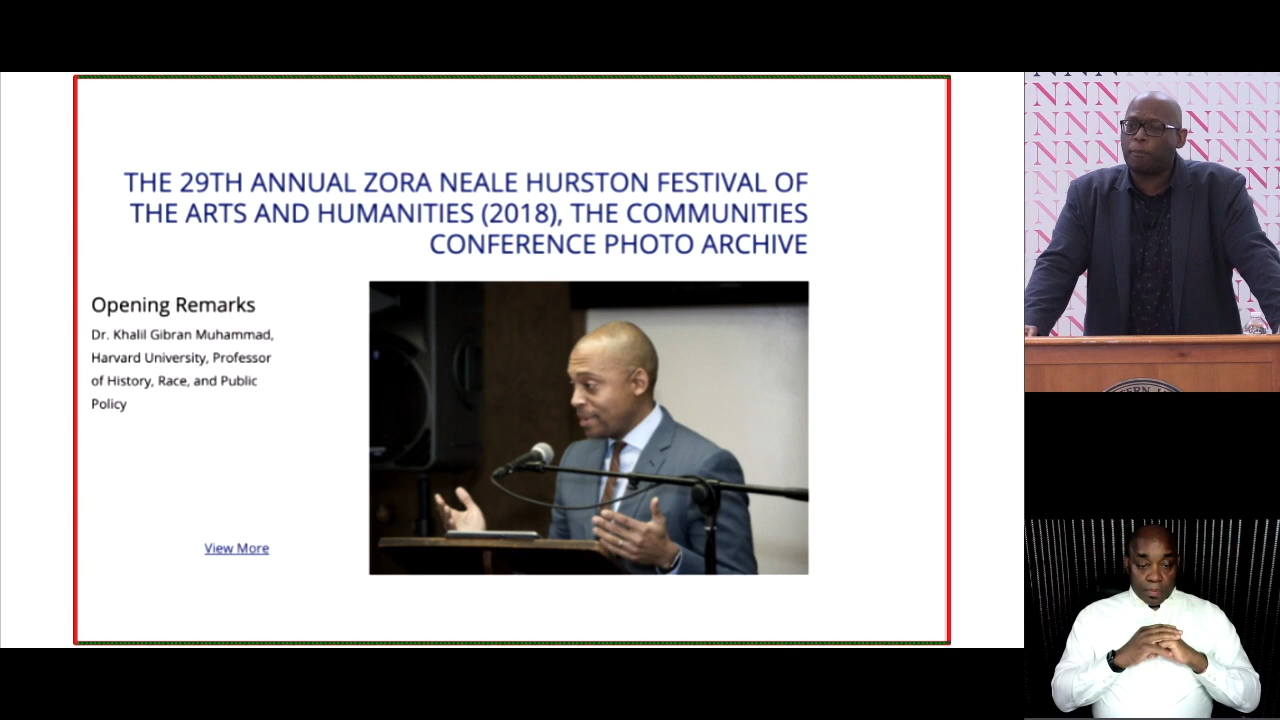 THE 29TH ANNUAL ZORA NEALE HURSTON FESTIVAL OF
THE ARTS AND HUMANITIES (2018), THE COMMUNITIES
CONFERENCE PHOTO ARCHIVE
Opening Remarks
Dr. Khalil Gibran Muhammad,
Harvard University, Professor
of History, Race, and Public
Policy
View More
NNN